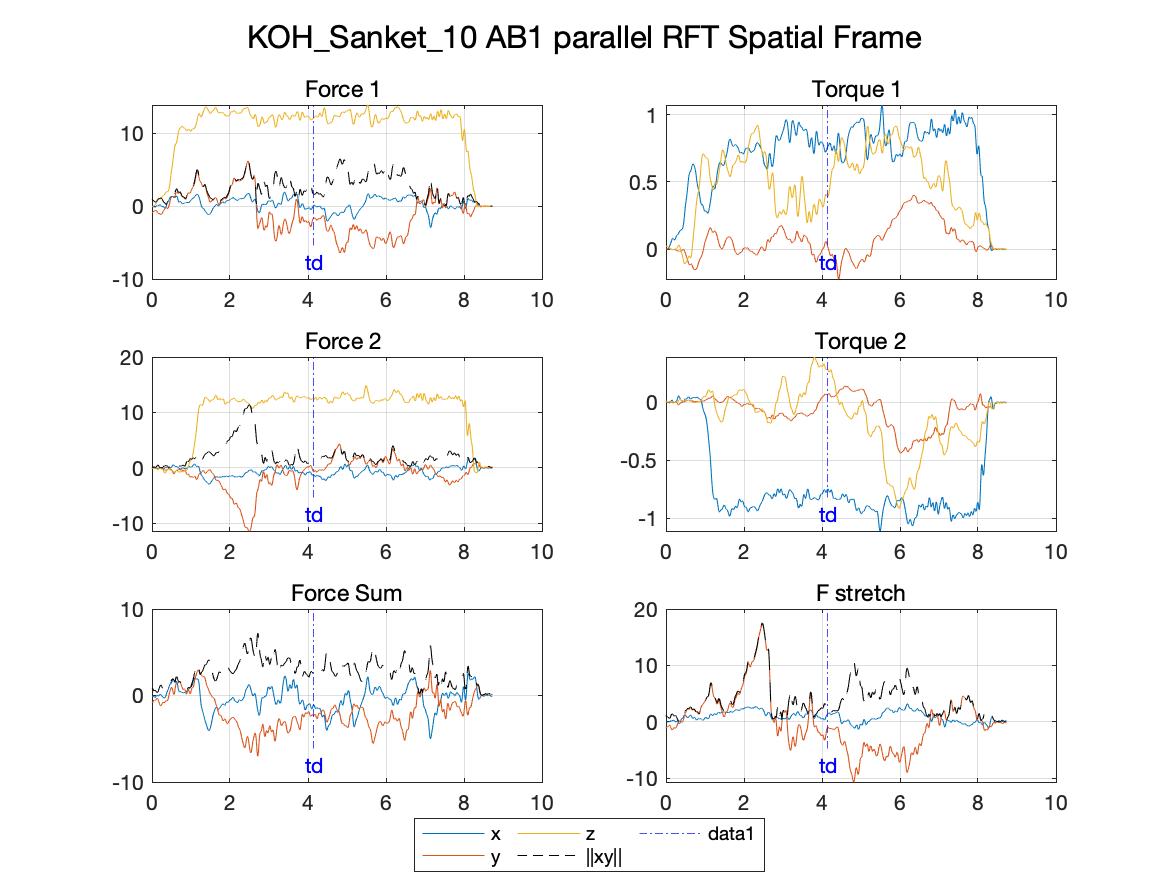 KOH_Sanket_10 AB1 parallel RFT Spatial Frame
Force 1
10
0
-10
td
0 2 4 6 8 10
Torque 1
1
0.5
0
td
0 2 4 6 8 10
Force 2
20
10
0
-10
td
0 2 4 6 8 10
Torque 2
0
-0.5
-1
td
0 2 4 6 8 10
Force Sum
10
0
-10
td
0 2 4 6 8 10
F stretch
20
10
0
-10
td
0 2 4 6 8 10
x z data1
y ||xy||